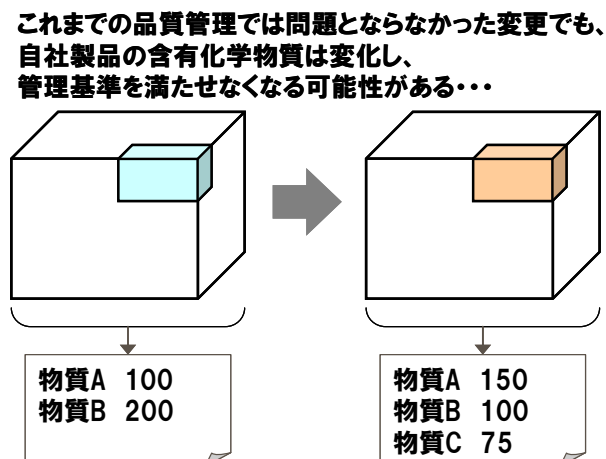 これまでの品質管理では問題とならなかった変更でも、
自社製品の含有化学物質は変化し、
管理基準を満たせなくなる可能性がある･･･
物質A 100
物質B 200
物質A 150
物質B 100
物質C 75